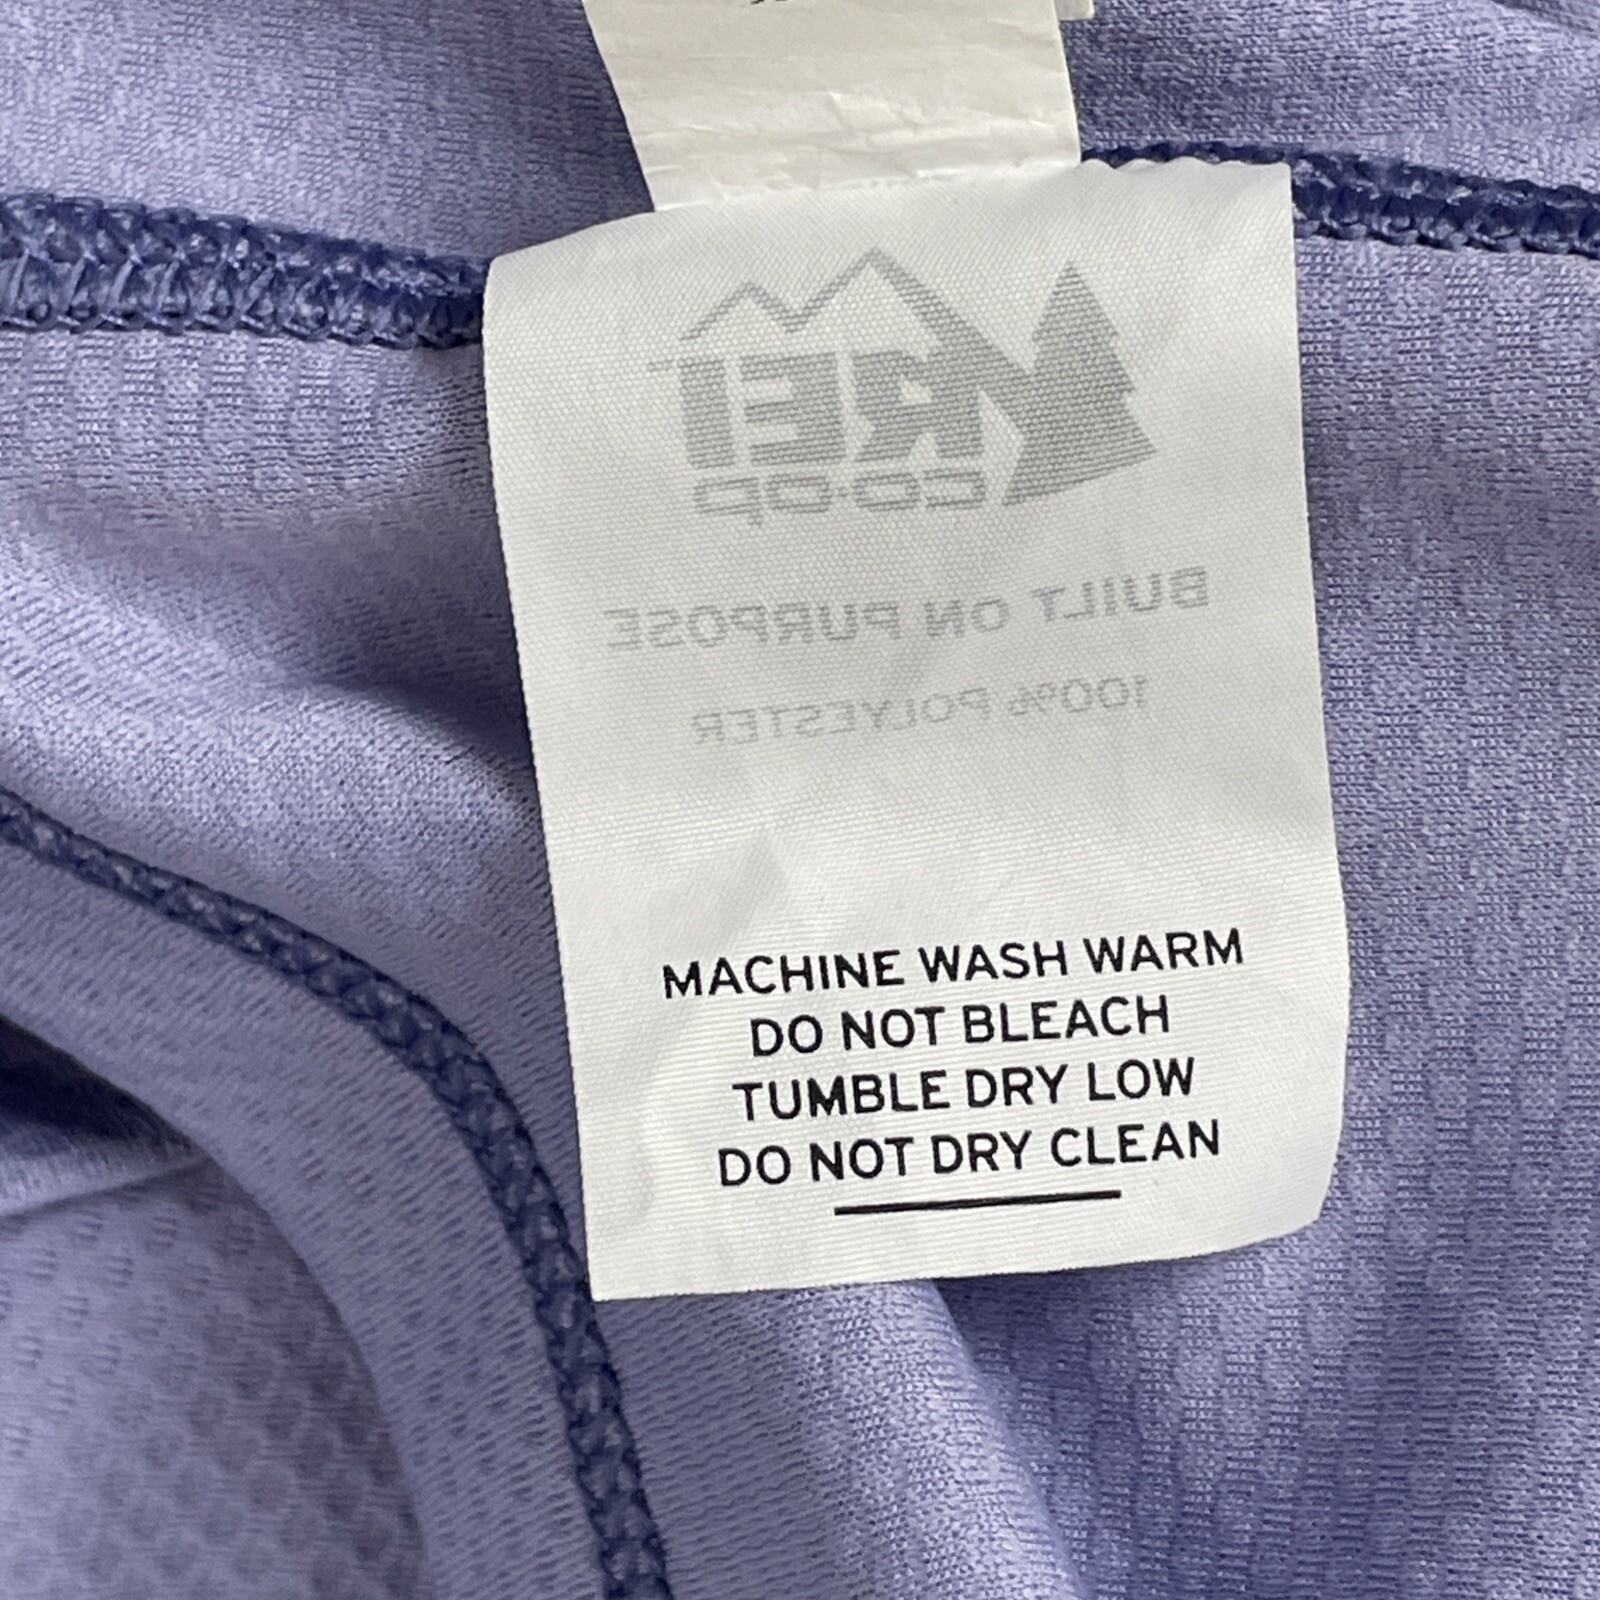 REI
CO·OP
BUILT ON PURPOSE
100% POLYESTER
MACHINE WASH WARM
DO NOT BLEACH
TUMBLE DRY LOW
DO NOT DRY CLEAN